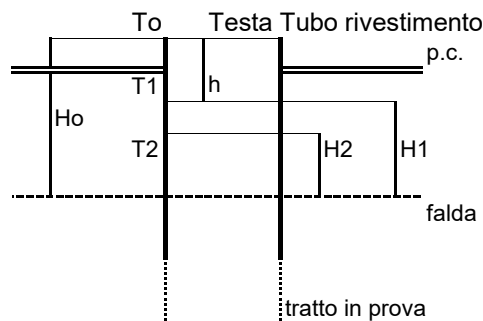 To Testa Tubo rivestimento
p.c.
T1 h
Ho
T2 H2 H1
falda
tratto in prova